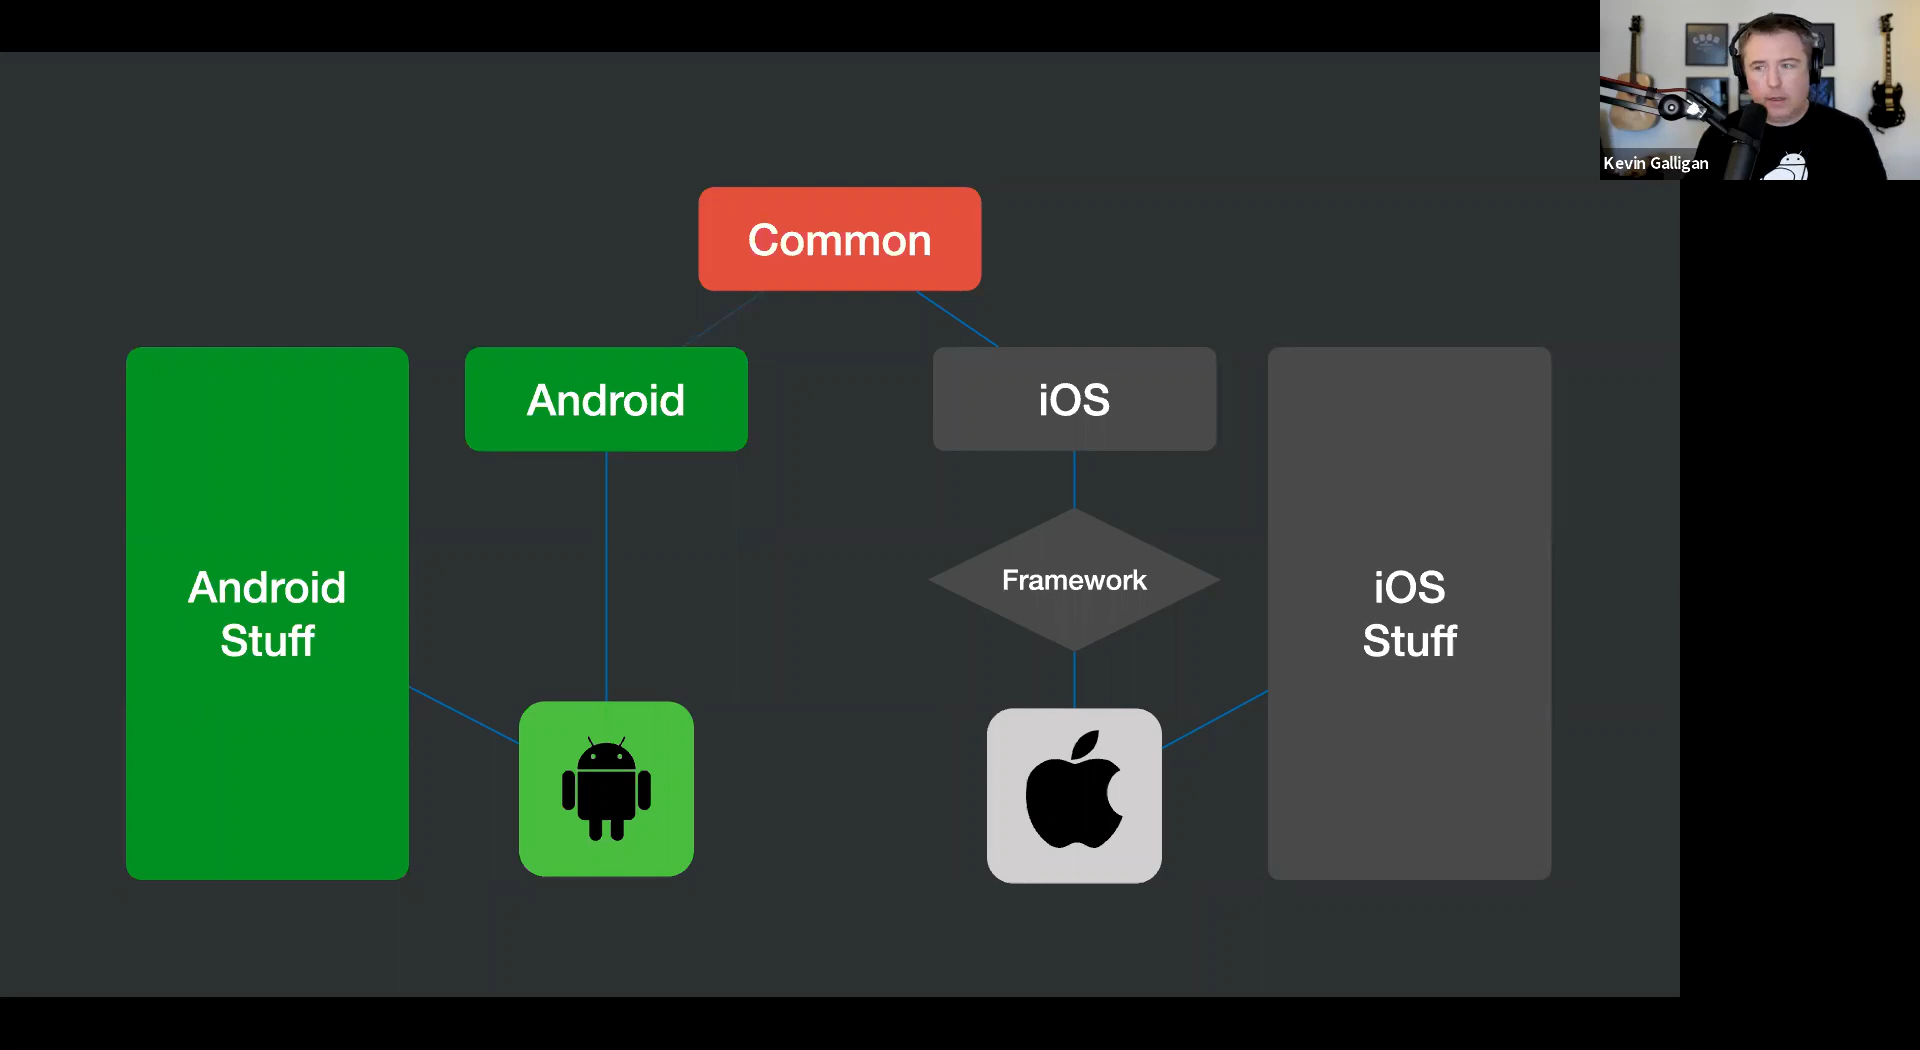 Kevin Galligan
Common
Android
iOS
Framework
Android
Stuff
iOS
Stuff